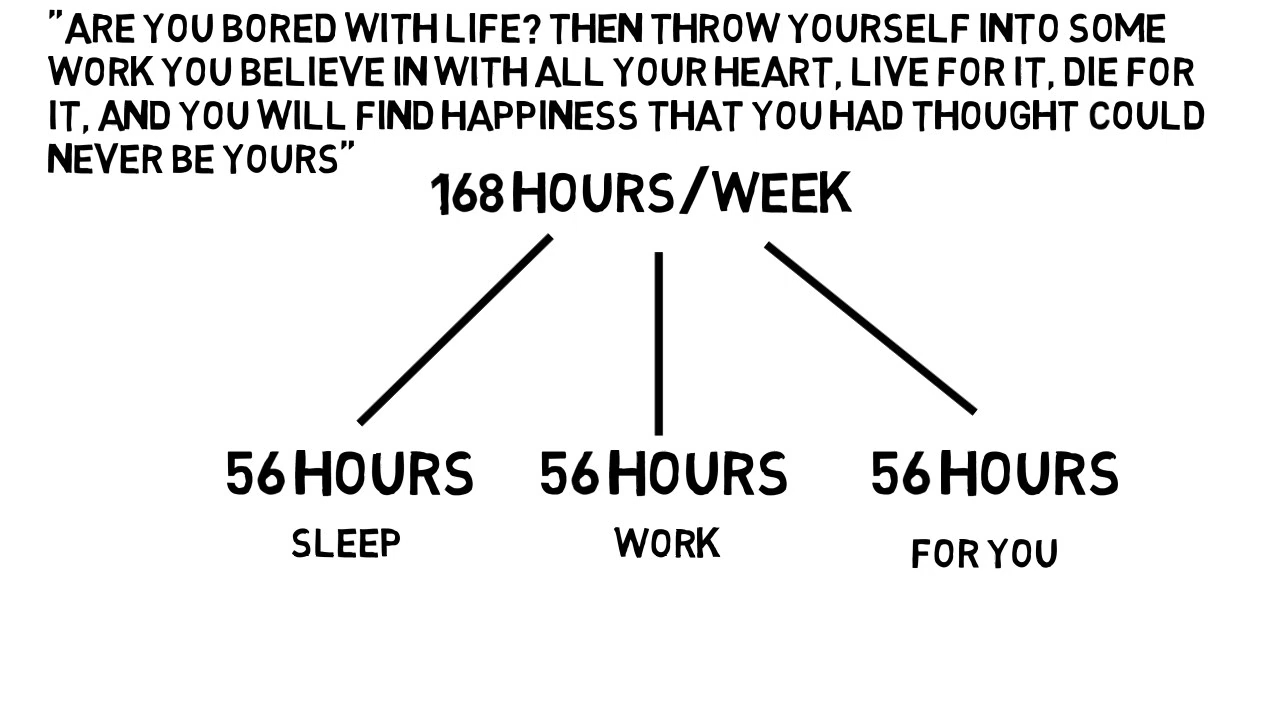 "ARE YOU BORED WITH LIFE? THEN THROW YOURSELF INTO SOME
WORK YOU BELIEVE IN WITH ALL YOUR HEART, LIVE FOR IT, DIE FOR
IT, AND YOU WILL FIND HAPPINESS THAT YOU HAD THOUGHT COULD
NEVER BE YOURS"
168 HOURS/WEEK
56 HOURS 56 HOURS 56 HOURS
SLEEP WORK FOR YOU